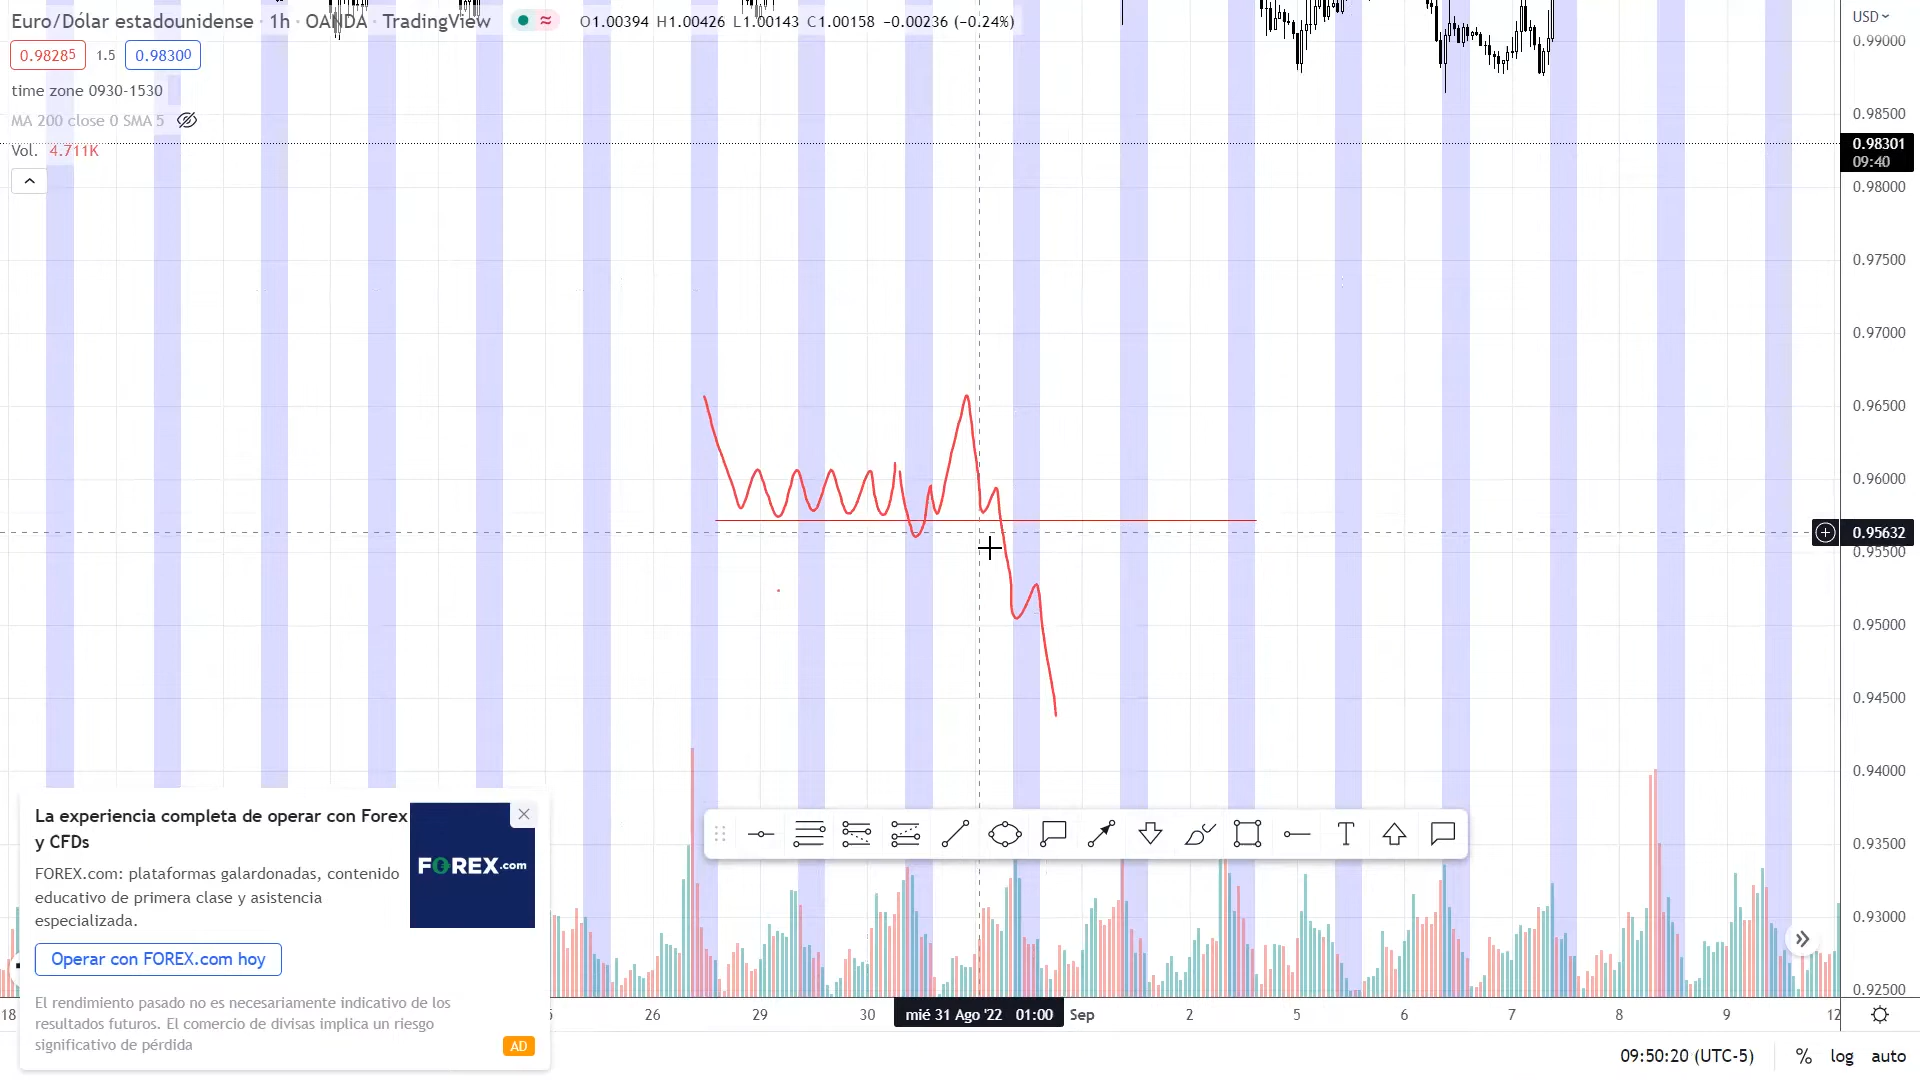 Euro/Dólar estadounidense · 1h · OANDA · TradingView O1.00394 H1.00426 L1.00143 C1.00158 −0.00236 (−0.24%)
USD
0.98285 1.5 0.98300
time zone 0930-1530
MA 200 close 0 SMA 5
Vol. 4.711K
0.99000
0.98500
0.98301
09:40
0.98000
0.97500
0.97000
0.96500
0.96000
0.95632
0.95500
0.95000
0.94500
0.94000
0.93500
0.93000
0.92500
La experiencia completa de operar con Forex
y CFDs
FOREX.com: plataformas galardonadas, contenido
educativo de primera clase y asistencia
especializada.
FOREX.com
Operar con FOREX.com hoy
El rendimiento pasado no es necesariamente indicativo de los
resultados futuros. El comercio de divisas implica un riesgo
significativo de pérdida
AD
T
18 26 29 30 mié 31 Ago '22 01:00 Sep 2 5 6 7 8 9 12
09:50:20 (UTC-5) % log auto